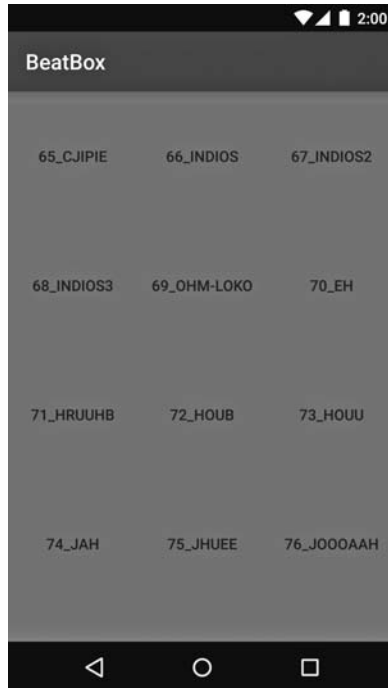 2:00
BeatBox
65_CJIPIE 66_INDIOS 67_INDIOS2
68_INDIOS3 69_OHM-LOKO 70_EH
71_HRUUHB 72_HOUB 73_HOUU
74_JAH 75_JHUEE 76_JOOOAAH